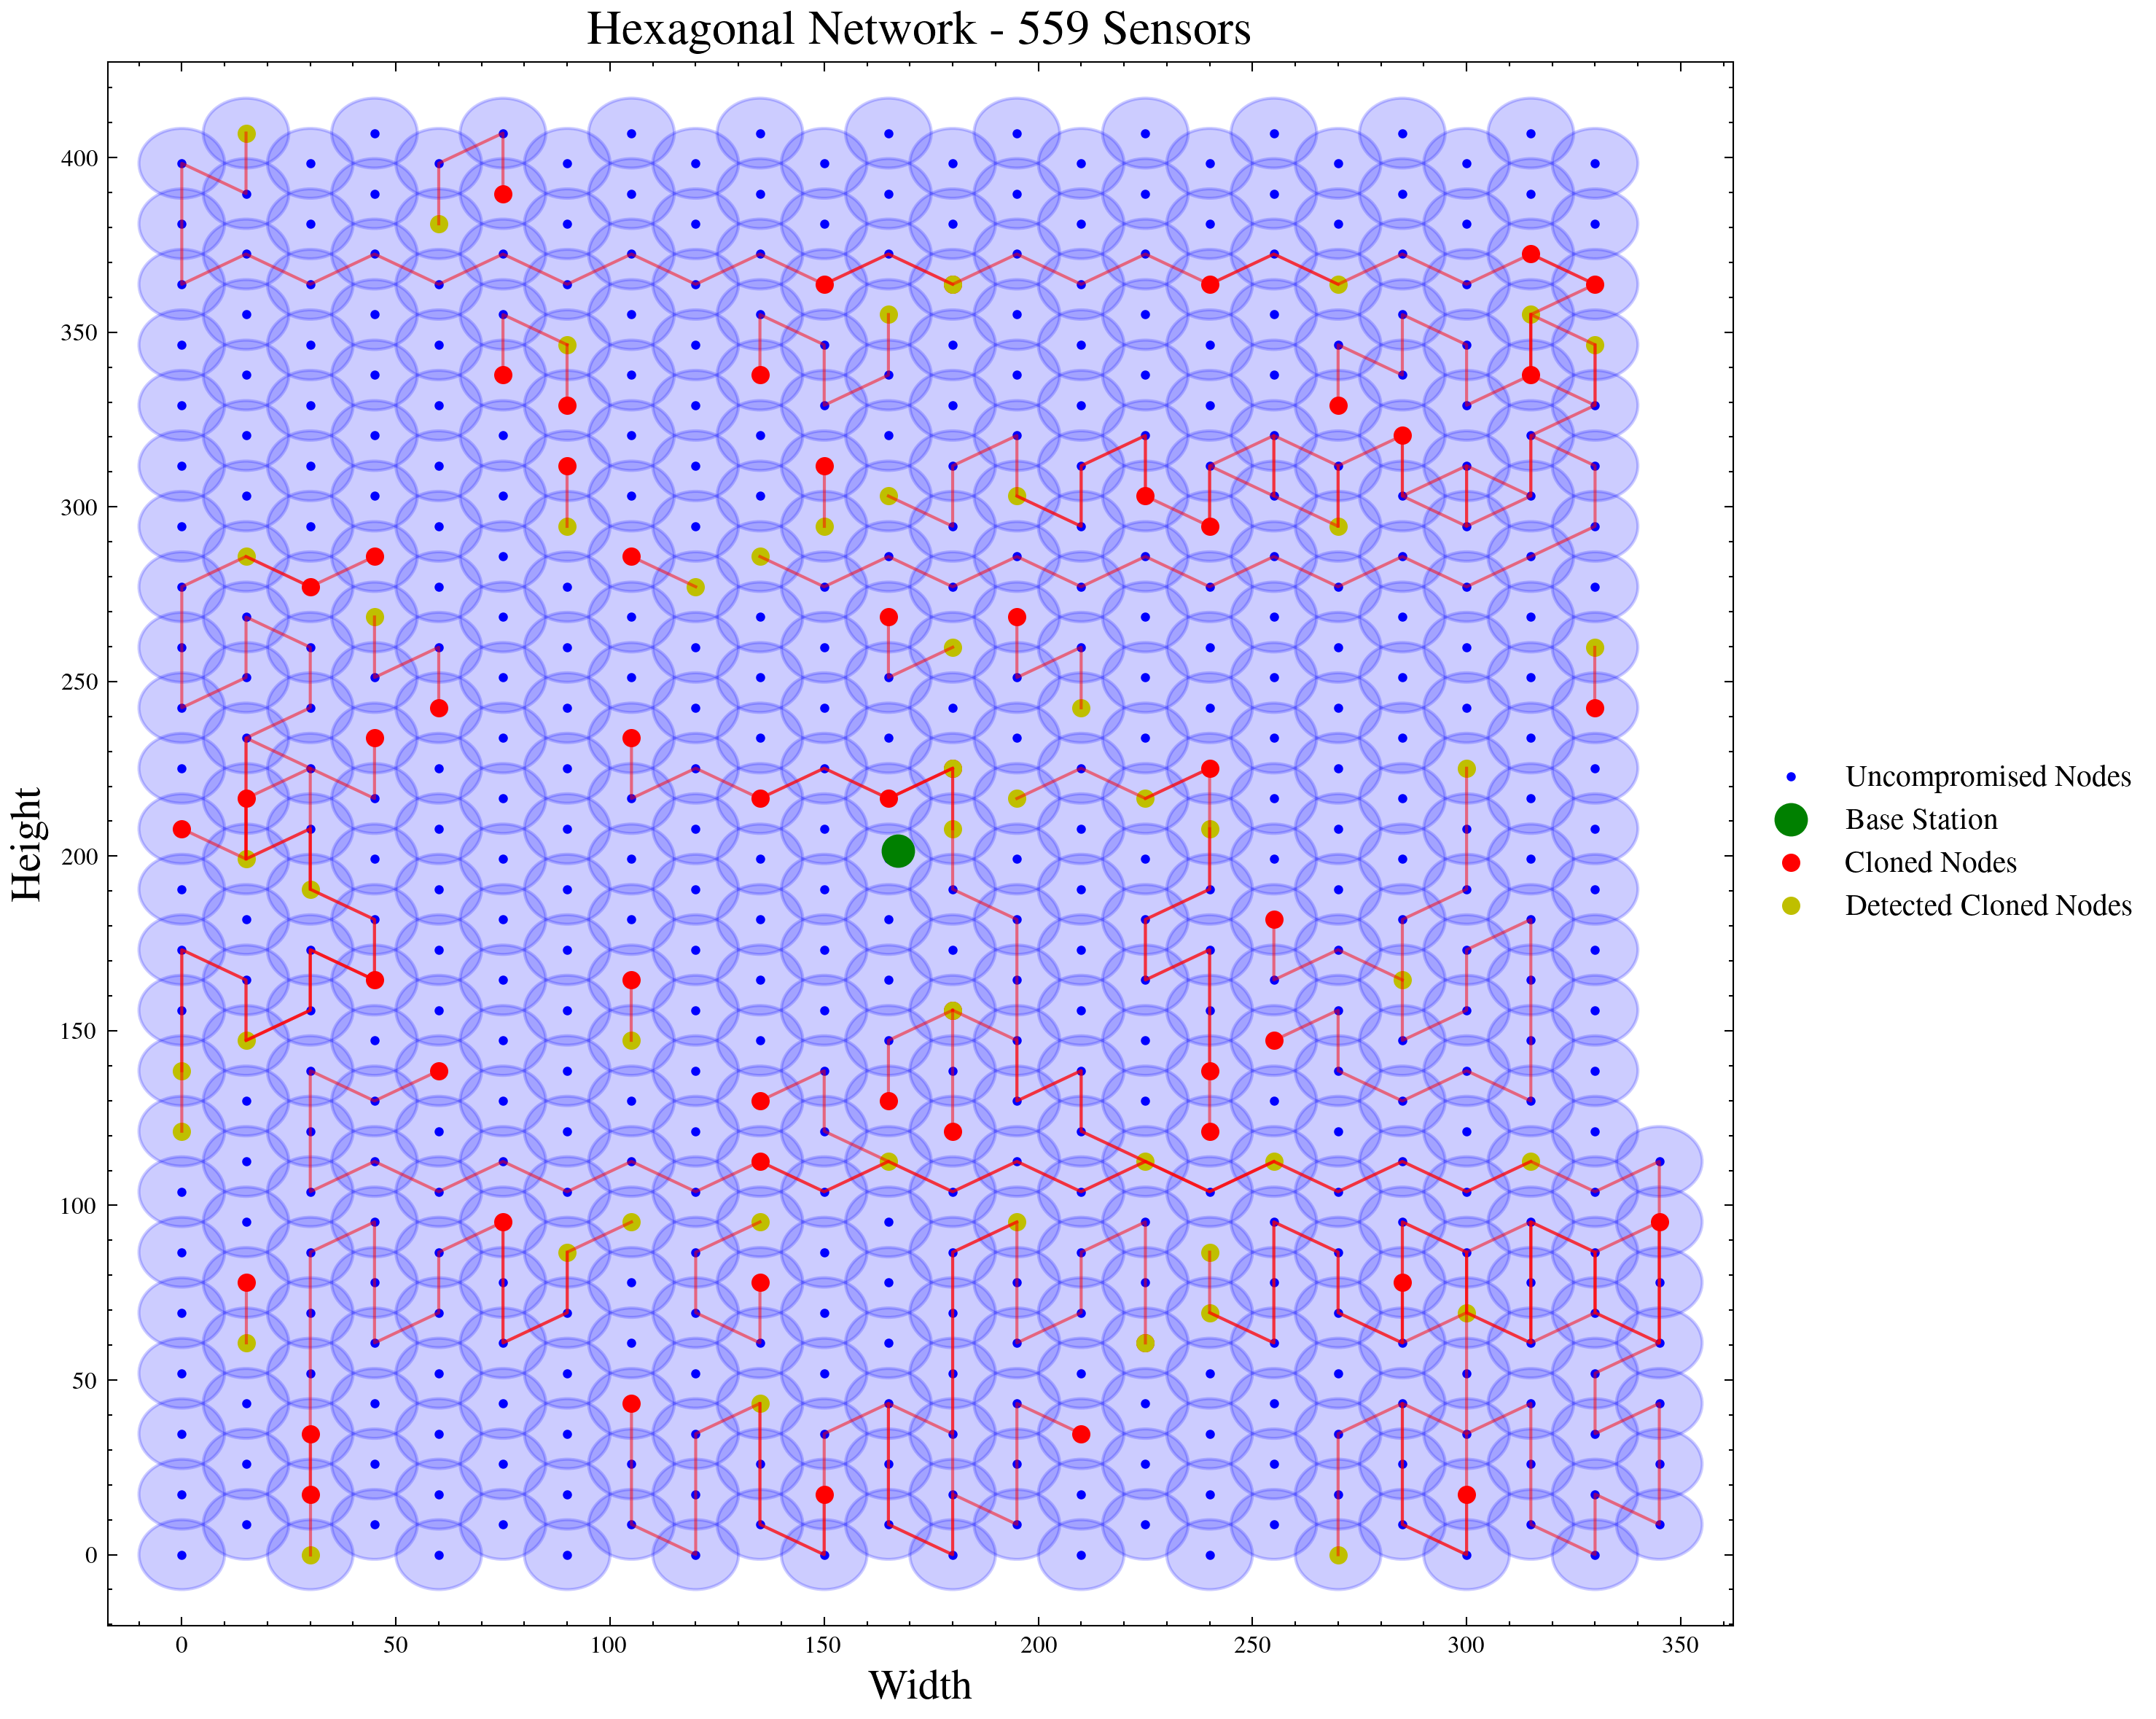 Hexagonal Network - 559 Sensors
400
350
300
250
200
150
100
50
0
Height
0 50 100 150 200 250 300 350
Width
Uncompromised Nodes
Base Station
Cloned Nodes
Detected Cloned Nodes